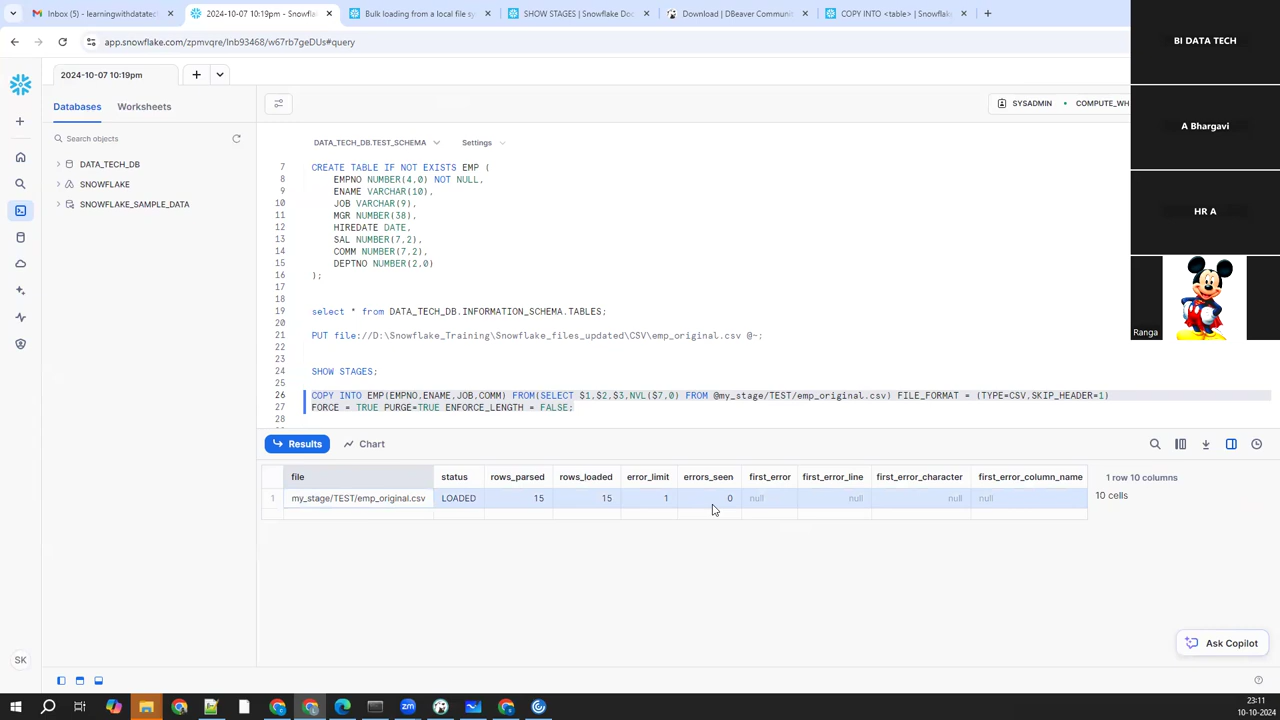 Inbox (5) - learningwithdatatech
2024-10-07 10:19pm - Snowfla
Bulk loading from a local file sy
SHOW STAGES | Snowflake Doc
Download | DBeaver Communit
COPY INTO <table> | Snowflake
app.snowflake.com/zpmvqre/lnb93468/w67rb7geDUs#query
2024-10-07 10:19pm
Databases
Worksheets
Search objects
DATA_TECH_DB
SNOWFLAKE
SNOWFLAKE_SAMPLE_DATA
SYSADMIN
COMPUTE_WH
DATA_TECH_DB.TEST_SCHEMA
Settings
7 CREATE TABLE IF NOT EXISTS EMP (
8 EMPNO NUMBER(4,0) NOT NULL,
9 ENAME VARCHAR(10),
10 JOB VARCHAR(9),
11 MGR NUMBER(38),
12 HIREDATE DATE,
13 SAL NUMBER(7,2),
14 COMM NUMBER(7,2),
15 DEPTNO NUMBER(2,0)
16 );
17
18
19 select * from DATA_TECH_DB.INFORMATION_SCHEMA.TABLES;
20
21 PUT file://D:\Snowflake_Training\Snowflake_files_updated\CSV\emp_original.csv @~;
22
23
24 SHOW STAGES;
25
26 COPY INTO EMP(EMPNO,ENAME,JOB,COMM) FROM(SELECT $1,$2,$3,NVL($7,0) FROM @my_stage/TEST/emp_original.csv) FILE_FORMAT = (TYPE=CSV,SKIP_HEADER=1)
27 FORCE = TRUE PURGE=TRUE ENFORCE_LENGTH = FALSE;
28
Results
Chart
file status rows_parsed rows_loaded error_limit errors_seen first_error first_error_line first_error_character first_error_column_name
1 my_stage/TEST/emp_original.csv LOADED 15 15 1 0 null null null null
1 row 10 columns
10 cells
Ask Copilot
SK
BI DATA TECH
A Bhargavi
HR A
Ranga
23:11
10-10-2024